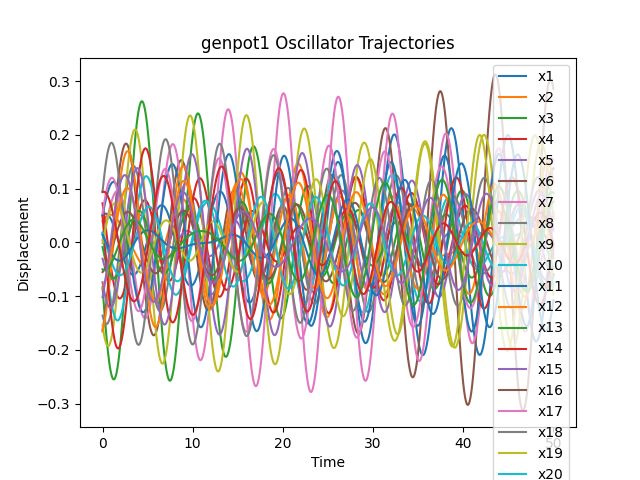 genpot1 Oscillator Trajectories
0.3
0.2
0.1
0.0
−0.1
−0.2
−0.3
Displacement
0
10
20
30
40
50
Time
x1
x2
x3
x4
x5
x6
x7
x8
x9
x10
x11
x12
x13
x14
x15
x16
x17
x18
x19
x20